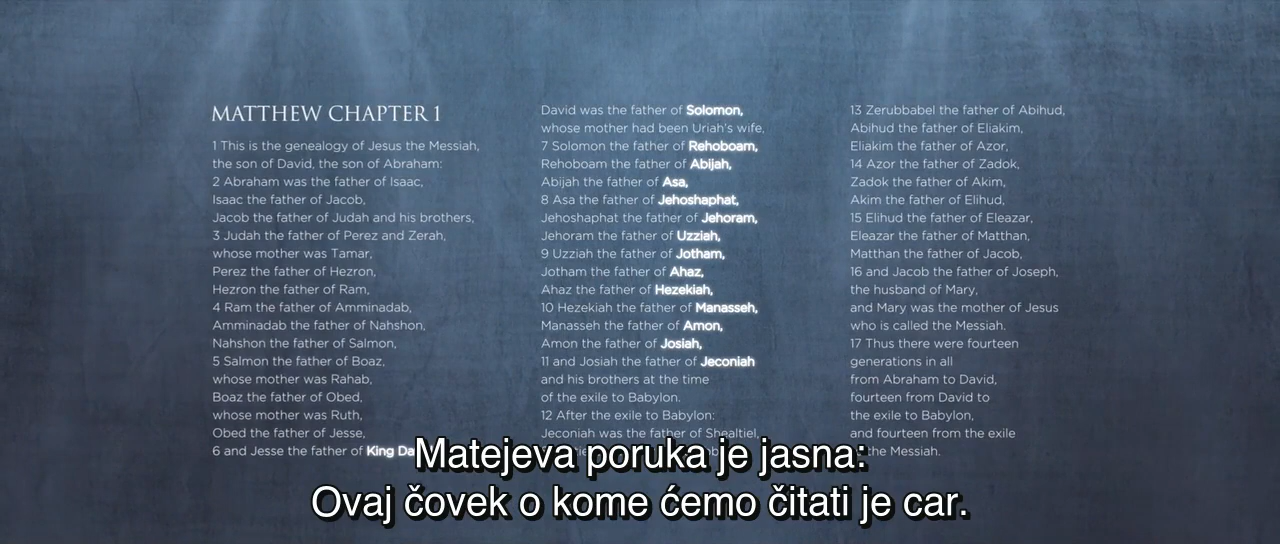 MATTHEW CHAPTER 1
1 This is the genealogy of Jesus the Messiah,
the son of David, the son of Abraham:
2 Abraham was the father of Isaac,
Isaac the father of Jacob,
Jacob the father of Judah and his brothers,
3 Judah the father of Perez and Zerah,
whose mother was Tamar,
Perez the father of Hezron,
Hezron the father of Ram,
4 Ram the father of Amminadab,
Amminadab the father of Nahshon,
Nahshon the father of Salmon,
5 Salmon the father of Boaz,
whose mother was Rahab,
Boaz the father of Obed,
whose mother was Ruth,
Obed the father of Jesse,
6 and Jesse the father of King
David was the father of Solomon,
whose mother had been Uriah's wife,
7 Solomon the father of Rehoboam,
Rehoboam the father of Abijah,
Abijah the father of Asa,
8 Asa the father of Jehoshaphat,
Jehoshaphat the father of Jehoram,
Jehoram the father of Uzziah,
9 Uzziah the father of Jotham,
Jotham the father of Ahaz,
Ahaz the father of Hezekiah,
10 Hezekiah the father of Manasseh,
Manasseh the father of Amon,
Amon the father of Josiah,
11 and Josiah the father of Jeconiah
and his brothers at the time
of the exile to Babylon.
12 After the exile to Babylon:
Jeconiah was the father of Shealtiel,
13 Zerubbabel the father of Abihud,
Abihud the father of Eliakim,
Eliakim the father of Azor,
14 Azor the father of Zadok,
Zadok the father of Akim,
Akim the father of Elihud,
15 Elihud the father of Eleazar,
Eleazar the father of Matthan,
Matthan the father of Jacob,
16 and Jacob the father of Joseph,
the husband of Mary,
and Mary was the mother of Jesus
who is called the Messiah.
17 Thus there were fourteen
generations in all
from Abraham to David,
fourteen from David to
the exile to Babylon,
and fourteen from the exile
the Messiah.
Matejeva poruka je jasna:
Ovaj čovek o kome ćemo čitati je car.